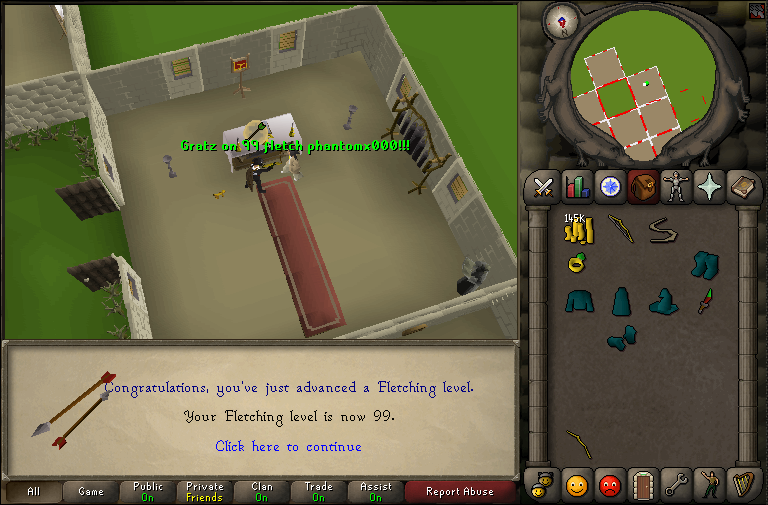 145K
Gratz on 99 fletch phantomx000!!!
Congratulations, you've just advanced a Fletching level.
Your Fletching level is now 99.
Click here to continue
All
Game
Public
On
Private
Friends
Clan
On
Trade
On
Assist
On
Report Abuse